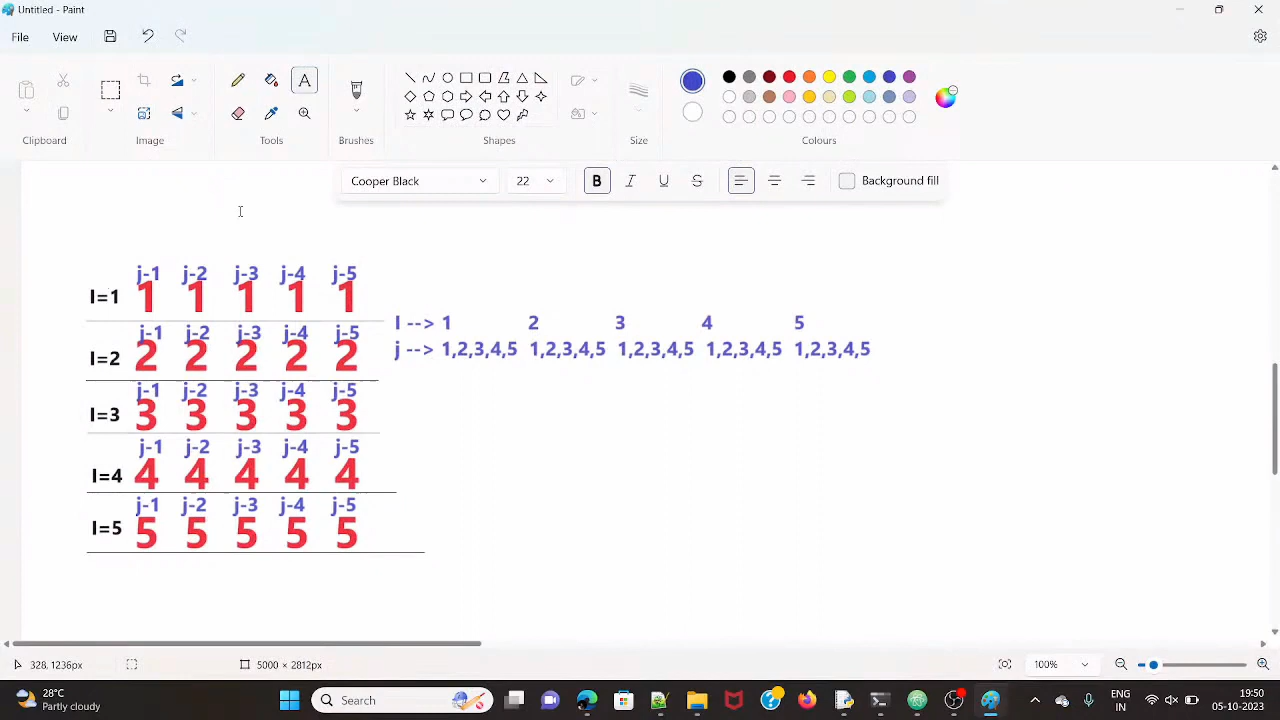 Untitled - Paint
File View
Clipboard Image Tools Brushes Shapes Size Colours
Cooper Black 22 B I U S Background fill
j-1 j-2 j-3 j-4 j-5
I=1 1 1 1 1 1
j-1 j-2 j-3 j-4 j-5
I=2 2 2 2 2 2
j-1 j-2 j-3 j-4 j-5
I=3 3 3 3 3 3
j-1 j-2 j-3 j-4 j-5
I=4 4 4 4 4 4
j-1 j-2 j-3 j-4 j-5
I=5 5 5 5 5 5
I --> 1 2 3 4 5
j --> 1,2,3,4,5 1,2,3,4,5 1,2,3,4,5 1,2,3,4,5 1,2,3,4,5
328, 1236px 5000 × 2812px 100%
28°C
Partly cloudy
Search
ENG
IN
19:50
05-10-2023